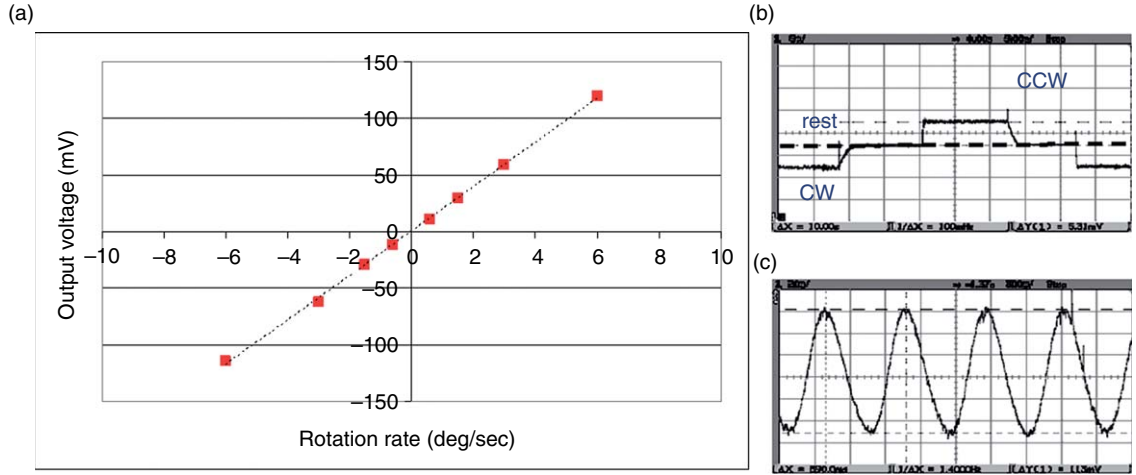 (a)
150
100
50
0
−50
−100
−150
−10
−8
−6
−4
−2
0
2
4
6
8
10
Output voltage (mV)
Rotation rate (deg/sec)
(b)
CCW
rest
CW
ΔX = 10.00s
1/ΔX = 100mHz
ΔY(1) = 5.31mV
(c)
ΔX = 590.0ms
1/ΔX = 1.4000Hz
ΔY(1) = 113mV